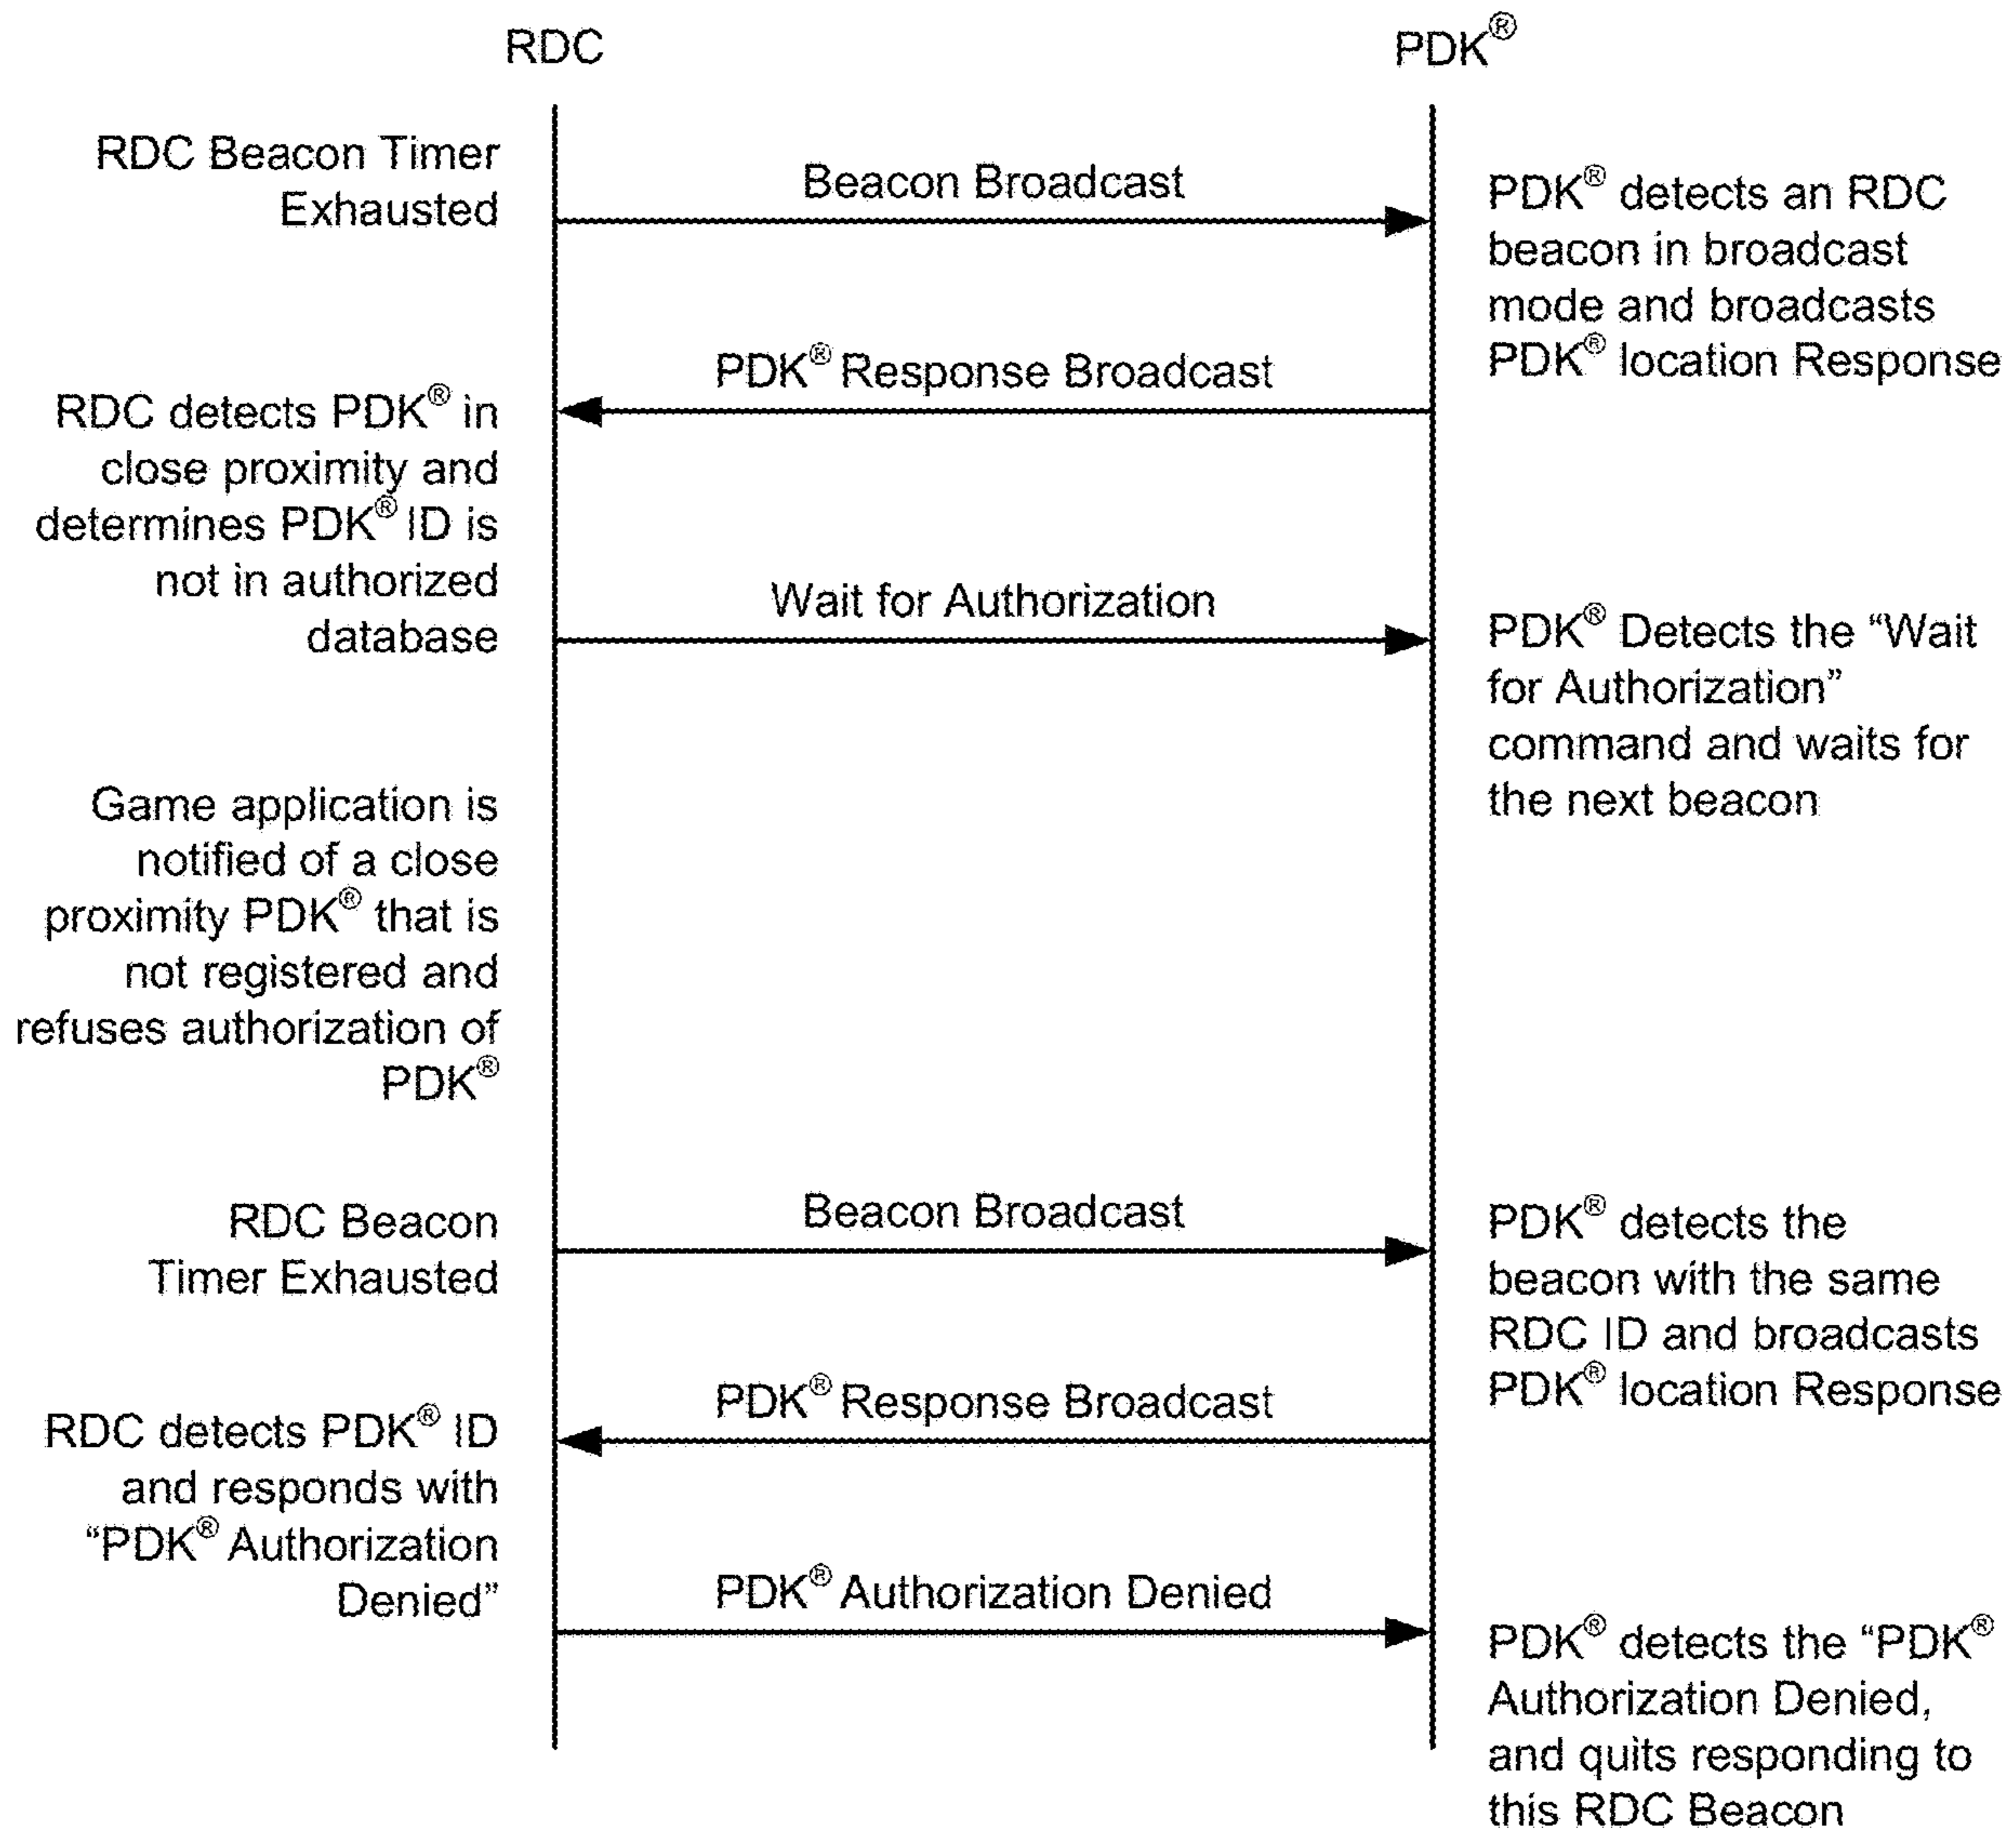 RDC
PDK®
RDC Beacon Timer
Exhausted
Beacon Broadcast
PDK® detects an RDC
beacon in broadcast
mode and broadcasts
PDK® location Response
PDK® Response Broadcast
RDC detects PDK® in
close proximity and
determines PDK® ID is
not in authorized
database
Wait for Authorization
PDK® Detects the “Wait
for Authorization”
command and waits for
the next beacon
Game application is
notified of a close
proximity PDK® that is
not registered and
refuses authorization of
PDK®
RDC Beacon
Timer Exhausted
Beacon Broadcast
PDK® detects the
beacon with the same
RDC ID and broadcasts
PDK® location Response
PDK® Response Broadcast
RDC detects PDK® ID
and responds with
“PDK® Authorization
Denied”
PDK® Authorization Denied
PDK® detects the “PDK®
Authorization Denied,
and quits responding to
this RDC Beacon